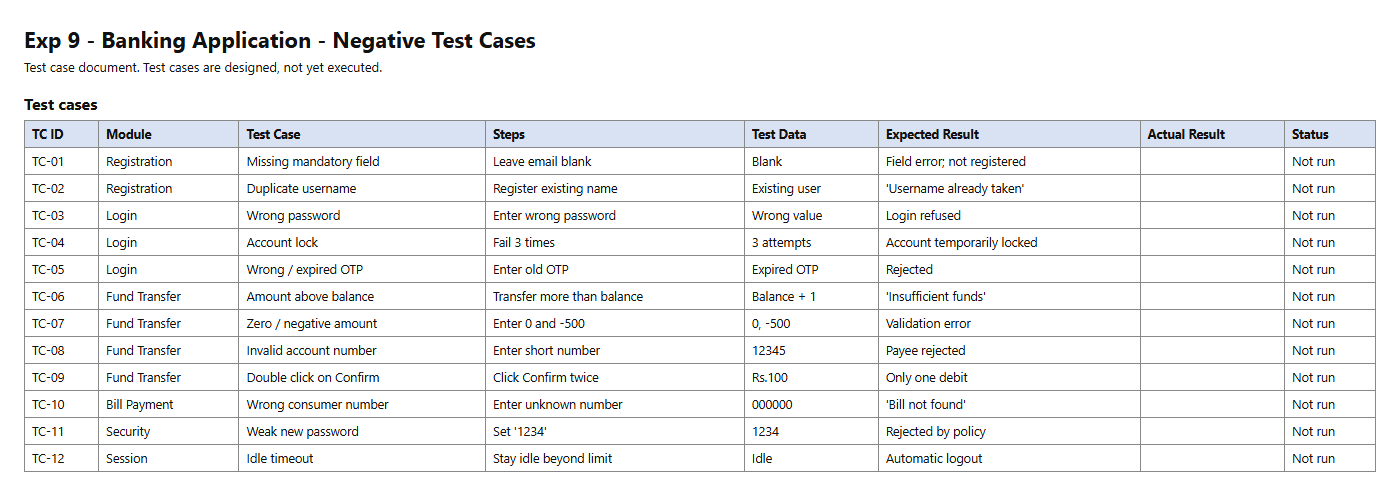 Exp 9 - Banking Application - Negative Test Cases
Test case document. Test cases are designed, not yet executed.
Test cases
TC ID Module Test Case Steps Test Data Expected Result Actual Result Status
TC-01 Registration Missing mandatory field Leave email blank Blank Field error; not registered Not run
TC-02 Registration Duplicate username Register existing name Existing user 'Username already taken' Not run
TC-03 Login Wrong password Enter wrong password Wrong value Login refused Not run
TC-04 Login Account lock Fail 3 times 3 attempts Account temporarily locked Not run
TC-05 Login Wrong / expired OTP Enter old OTP Expired OTP Rejected Not run
TC-06 Fund Transfer Amount above balance Transfer more than balance Balance + 1 'Insufficient funds' Not run
TC-07 Fund Transfer Zero / negative amount Enter 0 and -500 0, -500 Validation error Not run
TC-08 Fund Transfer Invalid account number Enter short number 12345 Payee rejected Not run
TC-09 Fund Transfer Double click on Confirm Click Confirm twice Rs.100 Only one debit Not run
TC-10 Bill Payment Wrong consumer number Enter unknown number 000000 'Bill not found' Not run
TC-11 Security Weak new password Set '1234' 1234 Rejected by policy Not run
TC-12 Session Idle timeout Stay idle beyond limit Idle Automatic logout Not run